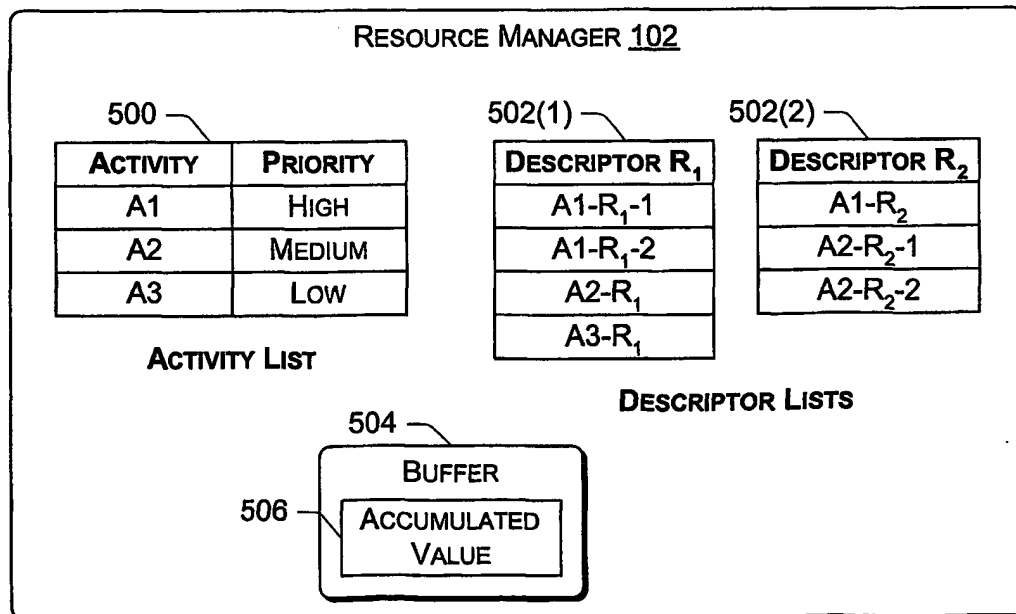 RESOURCE MANAGER 102
500
ACTIVITY PRIORITY
A1 HIGH
A2 MEDIUM
A3 LOW
ACTIVITY LIST
502(1)
DESCRIPTOR R₁
A1-R₁-1
A1-R₁-2
A2-R₁
A3-R₁
502(2)
DESCRIPTOR R₂
A1-R₂
A2-R₂-1
A2-R₂-2
DESCRIPTOR LISTS
504
BUFFER
506
ACCUMULATED
VALUE